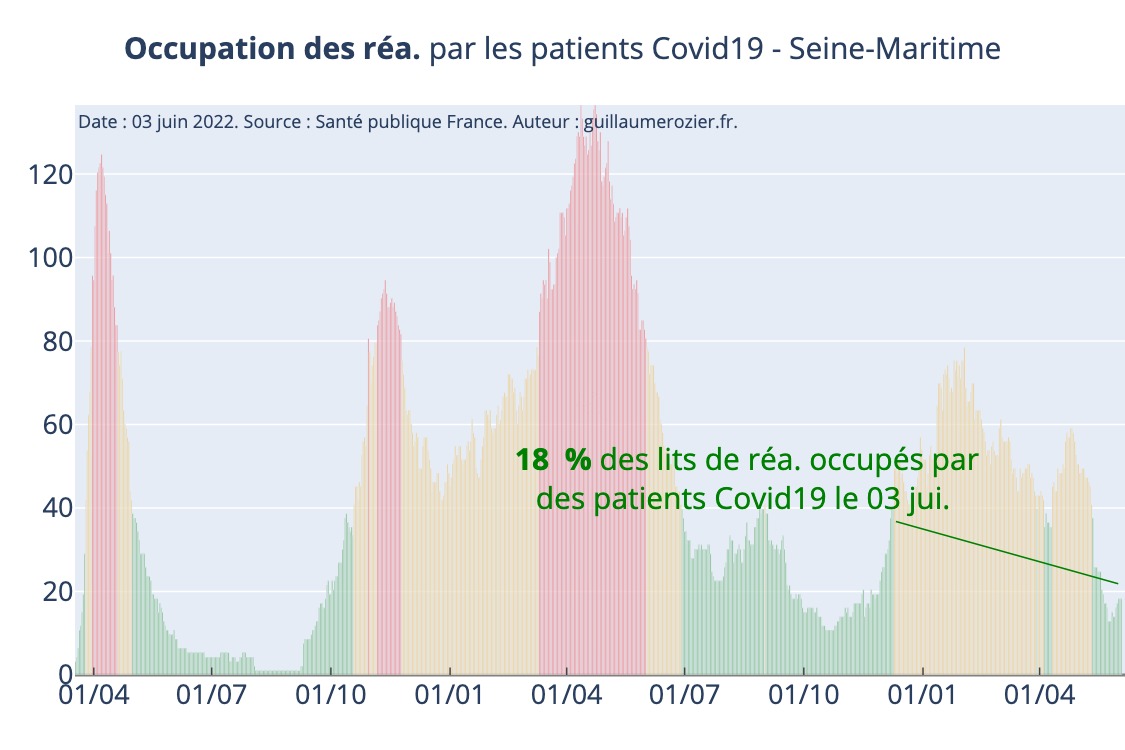 Occupation des réa. par les patients Covid19 - Seine-Maritime
Date : 03 juin 2022. Source : Santé publique France. Auteur : guillaumerozier.fr.
120
100
80
60
18 % des lits de réa. occupés par
des patients Covid19 le 03 jui.
40
20
0
01/04 01/07 01/10 01/01 01/04 01/07 01/10 01/01 01/04